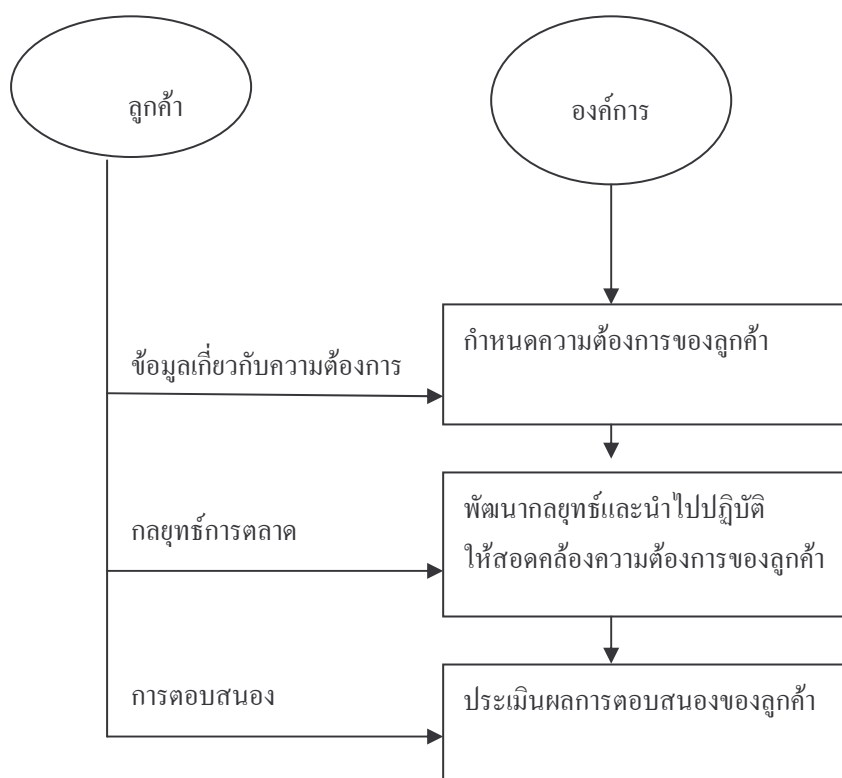 ลูกค้า
องค์การ
กำหนดความต้องการของลูกค้า
ข้อมูลเกี่ยวกับความต้องการ
พัฒนากลยุทธ์และนำไปปฏิบัติ
ให้สอดคล้องความต้องการของลูกค้า
กลยุทธ์การตลาด
การตอบสนอง
ประเมินผลการตอบสนองของลูกค้า